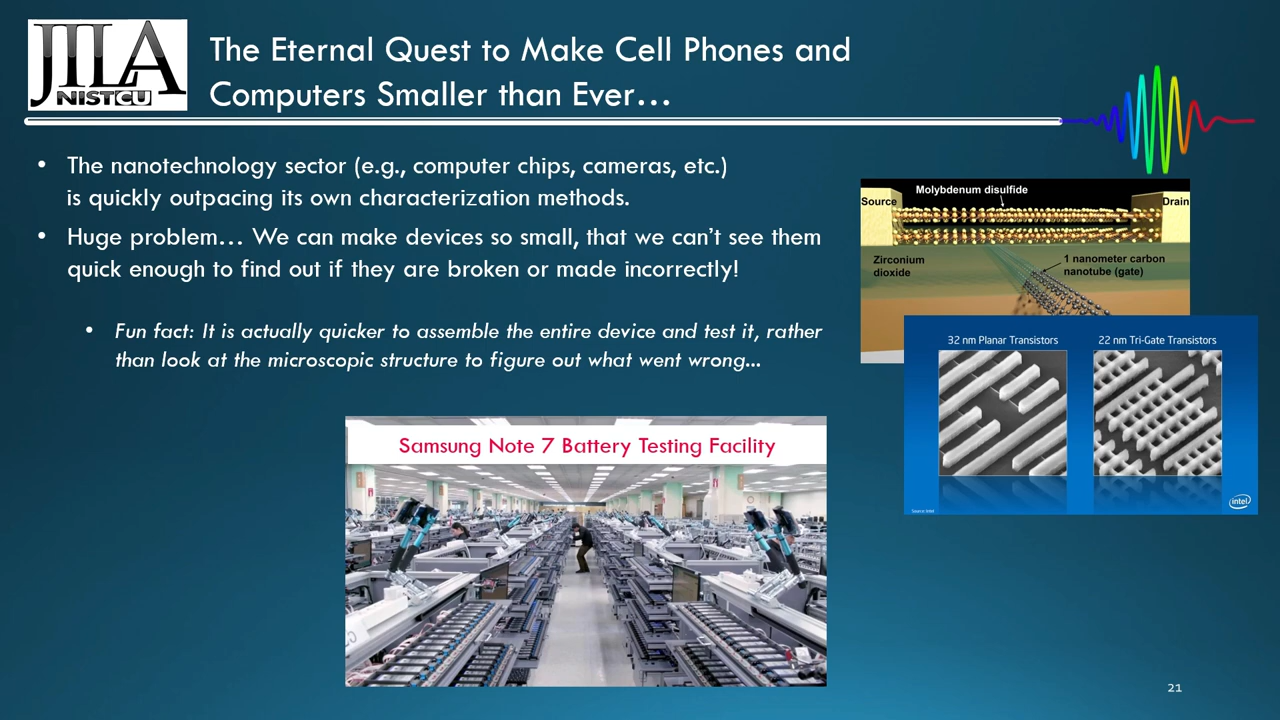 JILA
NIST CU
The Eternal Quest to Make Cell Phones and
Computers Smaller than Ever…
• The nanotechnology sector (e.g., computer chips, cameras, etc.)
is quickly outpacing its own characterization methods.
• Huge problem… We can make devices so small, that we can’t see them
quick enough to find out if they are broken or made incorrectly!
• Fun fact: It is actually quicker to assemble the entire device and test it, rather
than look at the microscopic structure to figure out what went wrong...
Molybdenum disulfide
Source
Drain
Zirconium
dioxide
1 nanometer carbon
nanotube (gate)
32 nm Planar Transistors
22 nm Tri-Gate Transistors
Source: Intel
intel
Samsung Note 7 Battery Testing Facility
21